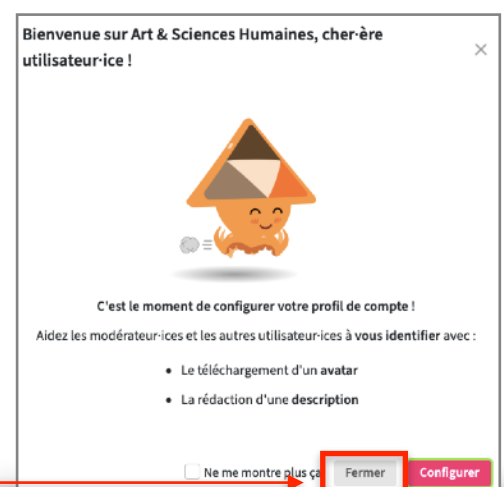 Bienvenue sur Art & Sciences Humaines, cher·ère
utilisateur·ice !
C'est le moment de configurer votre profil de compte !
Aidez les modérateur·ices et les autres utilisateur·ices à vous identifier avec :
• Le téléchargement d'un avatar
• La rédaction d'une description
Ne me montre plus ça Fermer Configurer